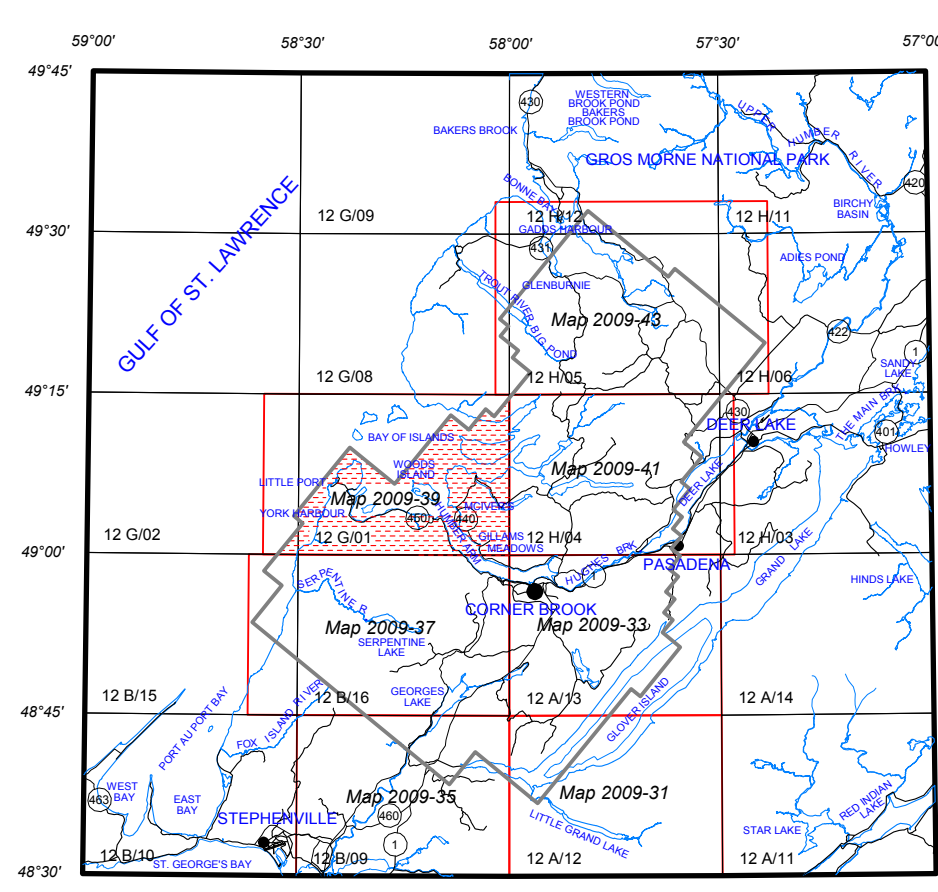 59°00'
58°30'
58°00'
57°30'
57°00'
49°45'
430
WESTERN
BROOK POND
BAKERS
BROOK POND
BAKERS BROOK
UPPER HUMBER RIVER
GROS MORNE NATIONAL PARK
420
BONNE BAY
BIRCHY
BASIN
GULF OF ST. LAWRENCE
12 G/09
12 H/12
12 H/11
49°30'
GADDS HARBOUR
431
ADIES POND
TROUT RIVER BIG POND
GLENBURNIE
Map 2009-43
422
1
SANDY
LAKE
12 G/08
12 H/05
12 H/06
49°15'
430
THE MAIN BRK
DEER LAKE
401
HOWLEY
BAY OF ISLANDS
WOODS
ISLAND
Map 2009-41
DEER LAKE
LITTLE PORT
Map 2009-39
MCIVERS
YORK HARBOUR
450
440
HUMBER ARM
12 G/02
12 G/01
GILLAMS
MEADOWS
12 H/04
12 H/03
49°00'
HUGHES BRK
PASADENA
GRAND LAKE
SERPENTINE R
1
HINDS LAKE
CORNER BROOK
Map 2009-37
Map 2009-33
SERPENTINE
LAKE
12 B/15
12 B/16
GEORGES
LAKE
12 A/13
12 A/14
48°45'
PORT AU PORT BAY
FOX ISLAND RIVER
GLOVER ISLAND
WEST
BAY
463
EAST
BAY
Map 2009-35
Map 2009-31
460
STEPHENVILLE
LITTLE GRAND LAKE
STAR LAKE
RED INDIAN
LAKE
1
12 B/10
ST. GEORGE'S BAY
12 B/09
12 A/12
12 A/11
48°30'